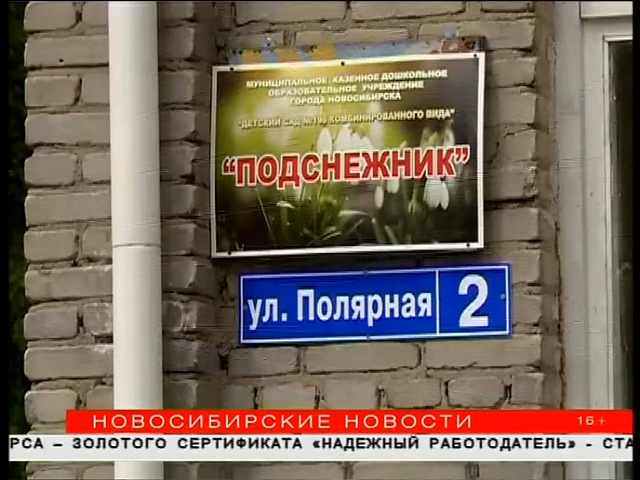 МУНИЦИПАЛЬНОЕ КАЗЕННОЕ ДОШКОЛЬНОЕ
ОБРАЗОВАТЕЛЬНОЕ УЧРЕЖДЕНИЕ
ГОРОДА НОВОСИБИРСКА
"ДЕТСКИЙ САД №196 КОМБИНИРОВАННОГО ВИДА"
"ПОДСНЕЖНИК"
ул. Полярная 2
НОВОСИБИРСКИЕ НОВОСТИ 16+
РСА – ЗОЛОТОГО СЕРТИФИКАТА «НАДЕЖНЫЙ РАБОТОДАТЕЛЬ» - СТА